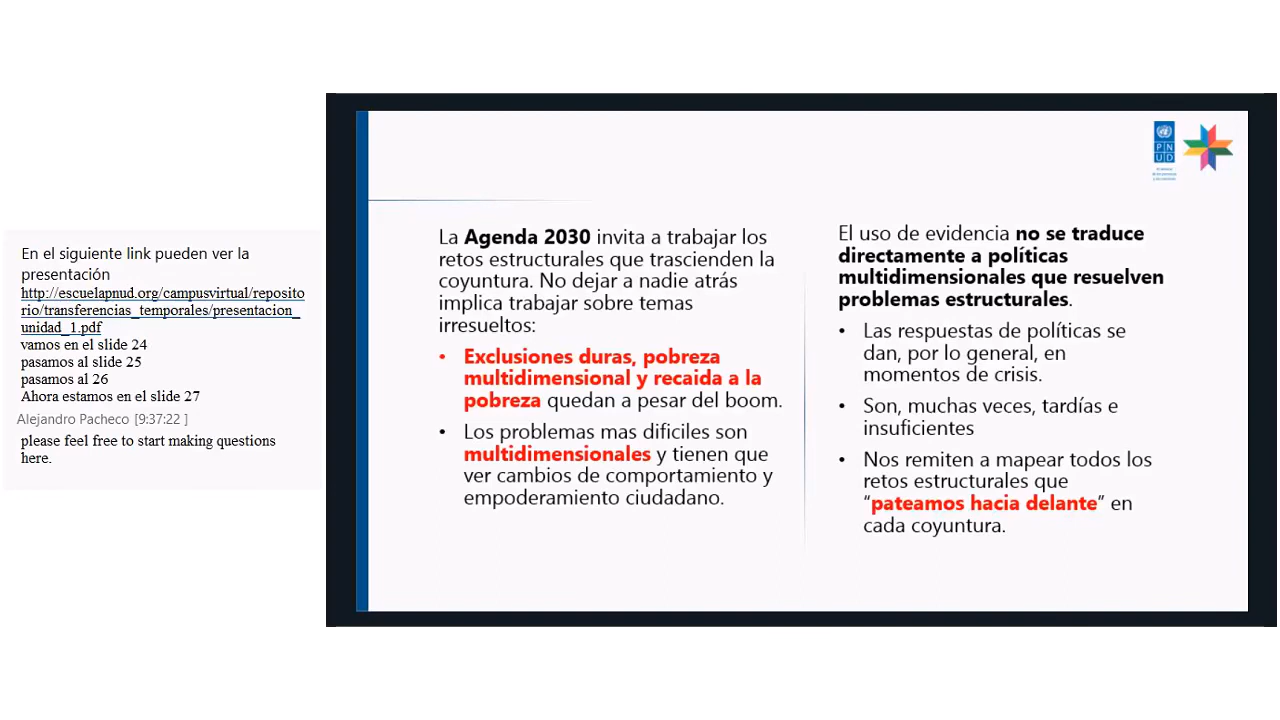 En el siguiente link pueden ver la
presentación
http://escuelapnud.org/campusvirtual/reposito
rio/transferencias_temporales/presentacion_
unidad_1.pdf
vamos en el slide 24
pasamos al slide 25
pasamos al 26
Ahora estamos en el slide 27
Alejandro Pacheco [9:37:22 ]
please feel free to start making questions
here.
P N
U D
La Agenda 2030 invita a trabajar los
retos estructurales que trascienden la
coyuntura. No dejar a nadie atrás
implica trabajar sobre temas
irresueltos:
• Exclusiones duras, pobreza
multidimensional y recaida a la
pobreza quedan a pesar del boom.
• Los problemas mas dificiles son
multidimensionales y tienen que
ver cambios de comportamiento y
empoderamiento ciudadano.
El uso de evidencia no se traduce
directamente a políticas
multidimensionales que resuelven
problemas estructurales.
• Las respuestas de políticas se
dan, por lo general, en
momentos de crisis.
• Son, muchas veces, tardías e
insuficientes
• Nos remiten a mapear todos los
retos estructurales que
“pateamos hacia delante” en
cada coyuntura.